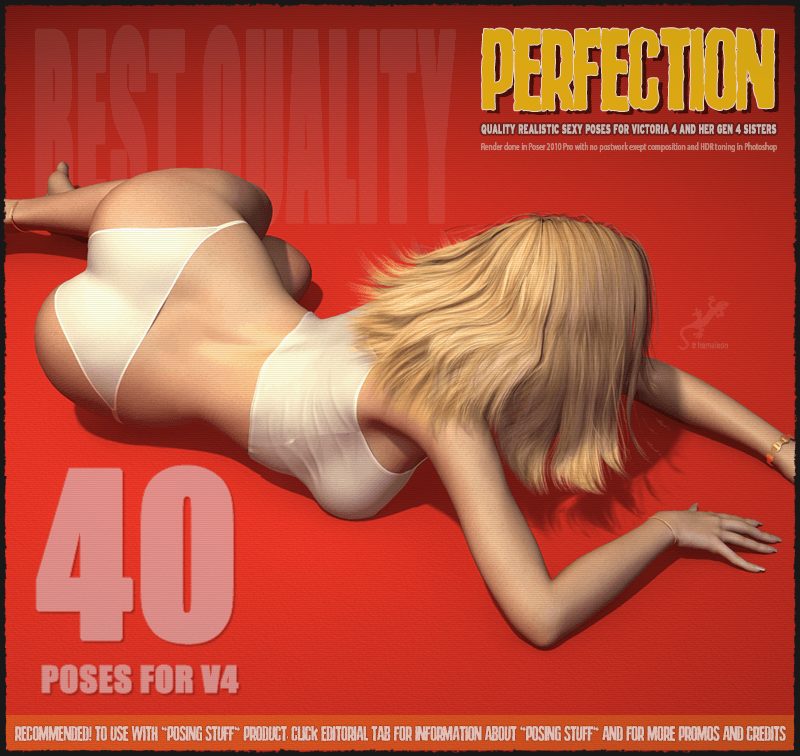 BEST QUALITY
PERFECTION
QUALITY REALISTIC SEXY POSES FOR VICTORIA 4 AND HER GEN 4 SISTERS
Render done in Poser 2010 Pro with no postwork exept composition and HDR toning in Photoshop
chamaleon
40
POSES FOR V4
RECOMMENDED! TO USE WITH "POSING STUFF" PRODUCT. CLICK EDITORIAL TAB FOR INFORMATION ABOUT "POSING STUFF" AND FOR MORE PROMOS AND CREDITS